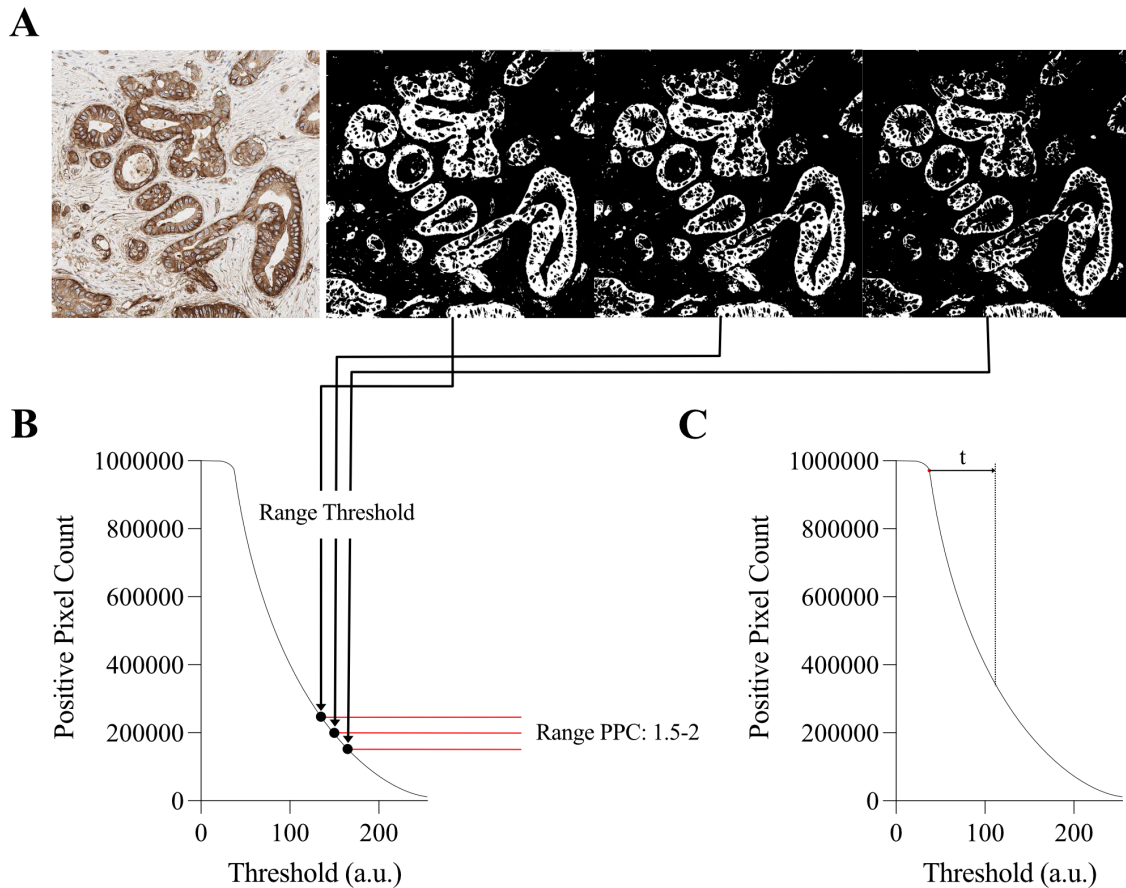 A
B
Positive Pixel Count
1000000
800000
600000
400000
200000
0
Range Threshold
Range PPC: 1.5-2
0
100
200
Threshold (a.u.)
C
Positive Pixel Count
1000000
800000
600000
400000
200000
0
t
0
100
200
Threshold (a.u.)